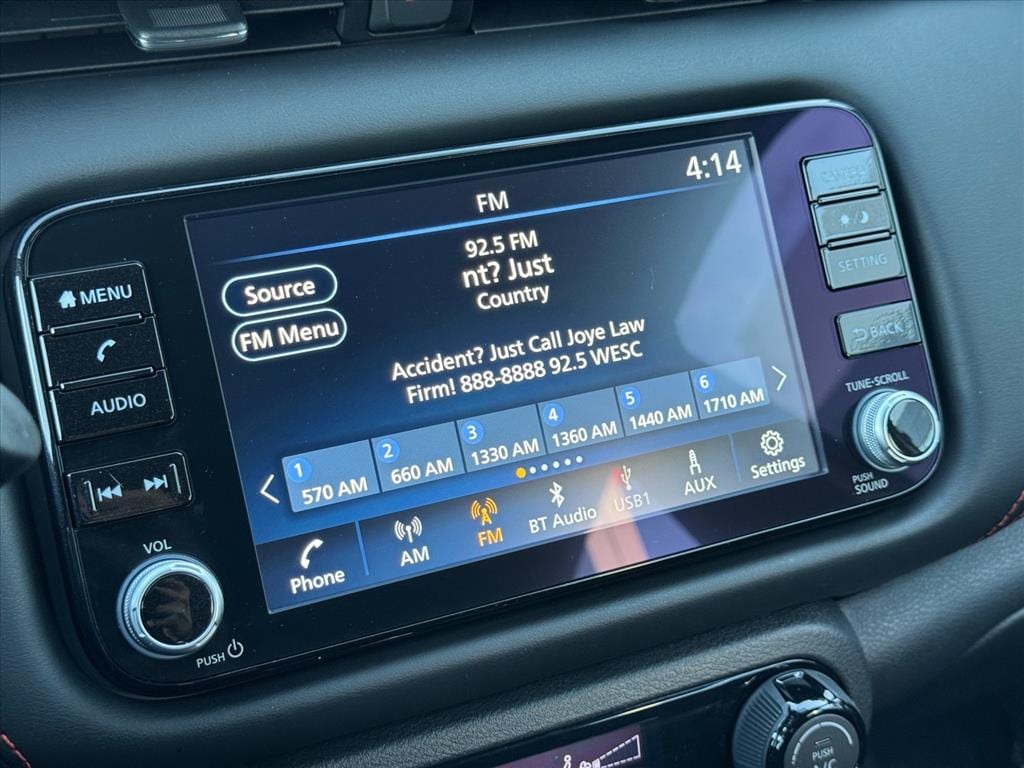 4:14
FM
92.5 FM
nt? Just
Country
Source
FM Menu
Accident? Just Call Joye Law
Firm! 888-8888 92.5 WESC
1 570 AM
2 660 AM
3 1330 AM
4 1360 AM
5 1440 AM
6 1710 AM
Phone
AM
FM
BT Audio
USB1
AUX
Settings
MENU
AUDIO
VOL
PUSH
CAMERA
SETTING
BACK
TUNE·SCROLL
PUSH
SOUND
PUSH